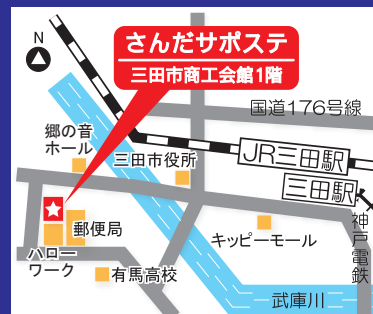 さんだサポステ
三田市商工会館1階
N
国道176号線
郷の音
ホール
三田市役所
JR三田駅
三田駅
神戸電鉄
郵便局
キッピーモール
ハロー
ワーク
有馬高校
武庫川